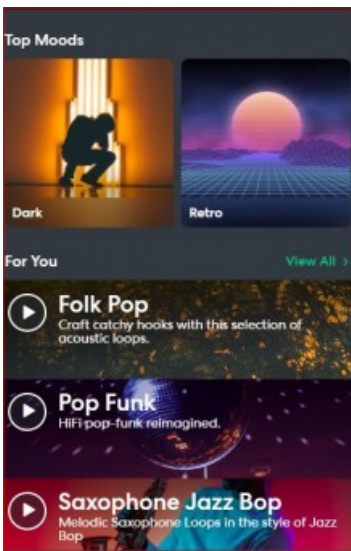 Top Moods
Dark
Retro
For You
View All >
Folk Pop
Craft catchy hooks with this selection of
acoustic loops.
Pop Funk
HiFi pop-funk reimagined.
Saxophone Jazz Bop
Melodic Saxophone Loops in the style of Jazz
Bop